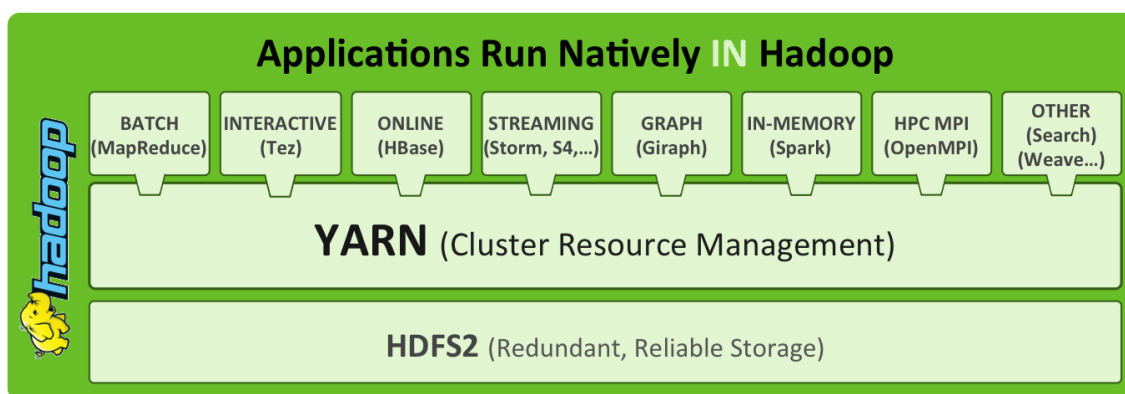 Applications Run Natively IN Hadoop
hadoop
BATCH
(MapReduce)
INTERACTIVE
(Tez)
ONLINE
(HBase)
STREAMING
(Storm, S4,...)
GRAPH
(Giraph)
IN-MEMORY
(Spark)
HPC MPI
(OpenMPI)
OTHER
(Search)
(Weave...)
YARN (Cluster Resource Management)
HDFS2 (Redundant, Reliable Storage)